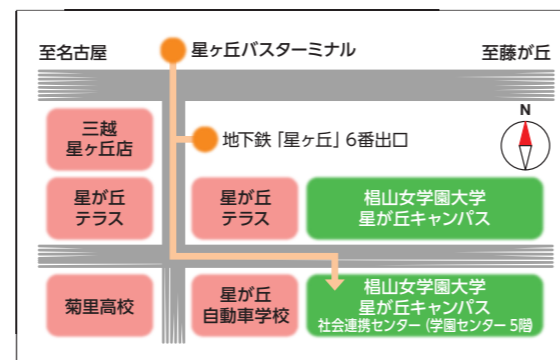 至名古屋
星ヶ丘バスターミナル
至藤が丘
三越
星ヶ丘店
地下鉄「星ヶ丘」6番出口
N
星が丘
テラス
星が丘
テラス
椙山女学園大学
星が丘キャンパス
菊里高校
星が丘
自動車学校
椙山女学園大学
星が丘キャンパス
社会連携センター(学園センター5階